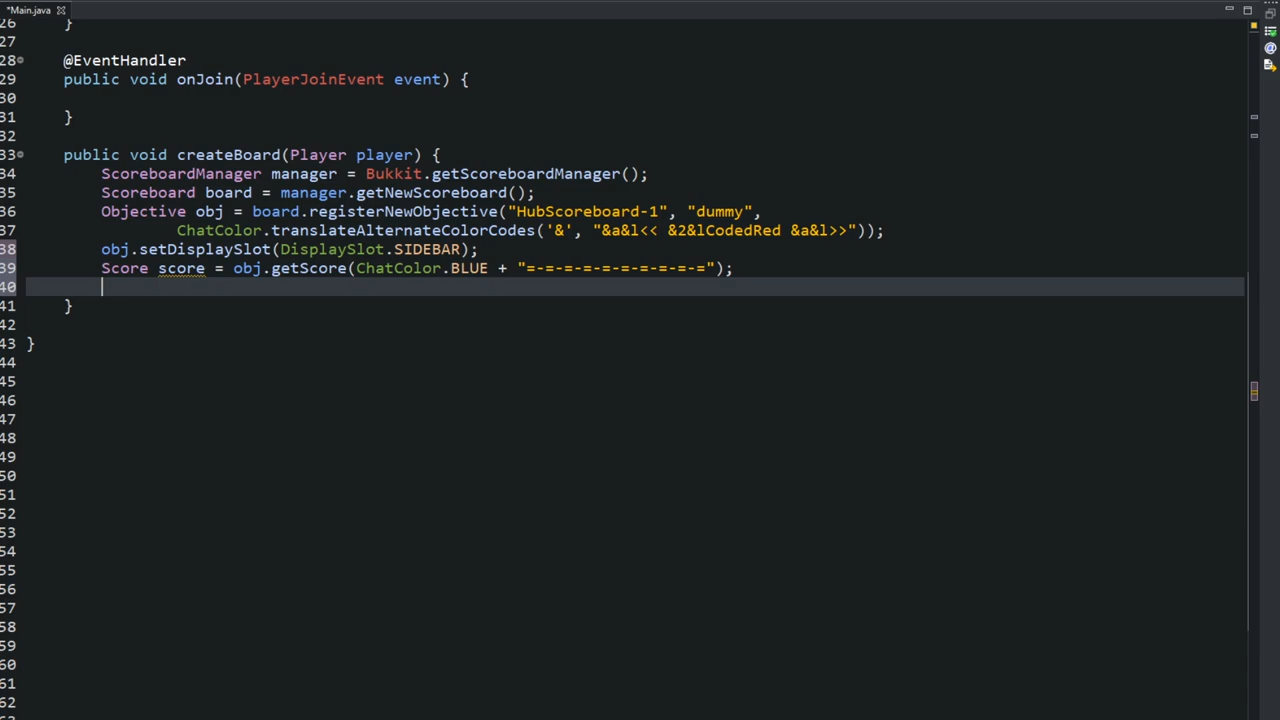 *Main.java
26 }
27
28 @EventHandler
29 public void onJoin(PlayerJoinEvent event) {
30
31 }
32
33 public void createBoard(Player player) {
34 ScoreboardManager manager = Bukkit.getScoreboardManager();
35 Scoreboard board = manager.getNewScoreboard();
36 Objective obj = board.registerNewObjective("HubScoreboard-1", "dummy",
37 ChatColor.translateAlternateColorCodes('&', "&a&l<< &2&lCodedRed &a&l>>"));
38 obj.setDisplaySlot(DisplaySlot.SIDEBAR);
39 Score score = obj.getScore(ChatColor.BLUE + "=-=-=-=-=-=-=-=-=-=");
40
41 }
42
43 }
44
45
46
47
48
49
50
51
52
53
54
55
56
57
58
59
60
61
62